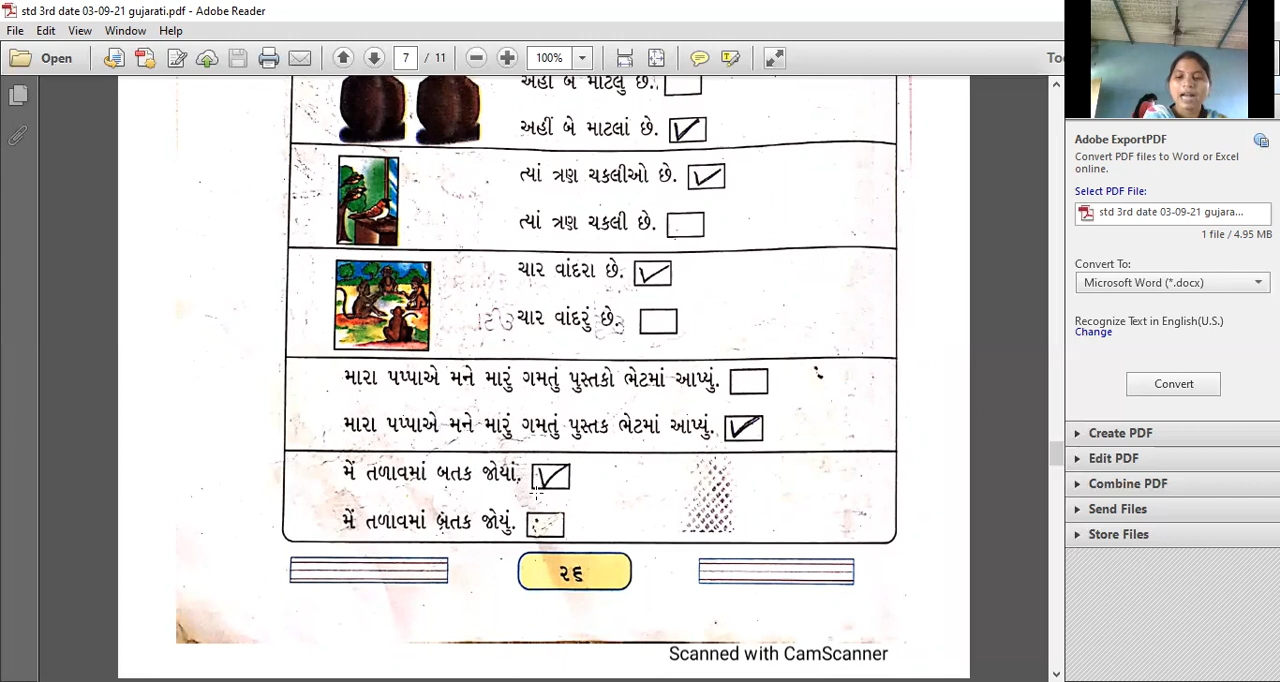 std 3rd date 03-09-21 gujarati.pdf - Adobe Reader
File Edit View Window Help
Open 7 / 11 100%
અહીં બે માટલુ છે.
અહીં બે માટલાં છે.
ત્યાં ત્રણ ચકલીઓ છે.
ત્યાં ત્રણ ચકલી છે.
ચાર વાંદરા છે.
ચાર વાંદરું છે.
મારા પપ્પાએ મને મારું ગમતું પુસ્તકો ભેટમાં આપ્યું.
મારા પપ્પાએ મને મારું ગમતું પુસ્તક ભેટમાં આપ્યું.
મેં તળાવમાં બતક જોયાં.
મેં તળાવમાં બતક જોયું.
૨૬
Scanned with CamScanner
Adobe ExportPDF
Convert PDF files to Word or Excel
online.
Select PDF File:
std 3rd date 03-09-21 gujara...
1 file / 4.95 MB
Convert To:
Microsoft Word (*.docx)
Recognize Text in English(U.S.)
Change
Convert
Create PDF
Edit PDF
Combine PDF
Send Files
Store Files